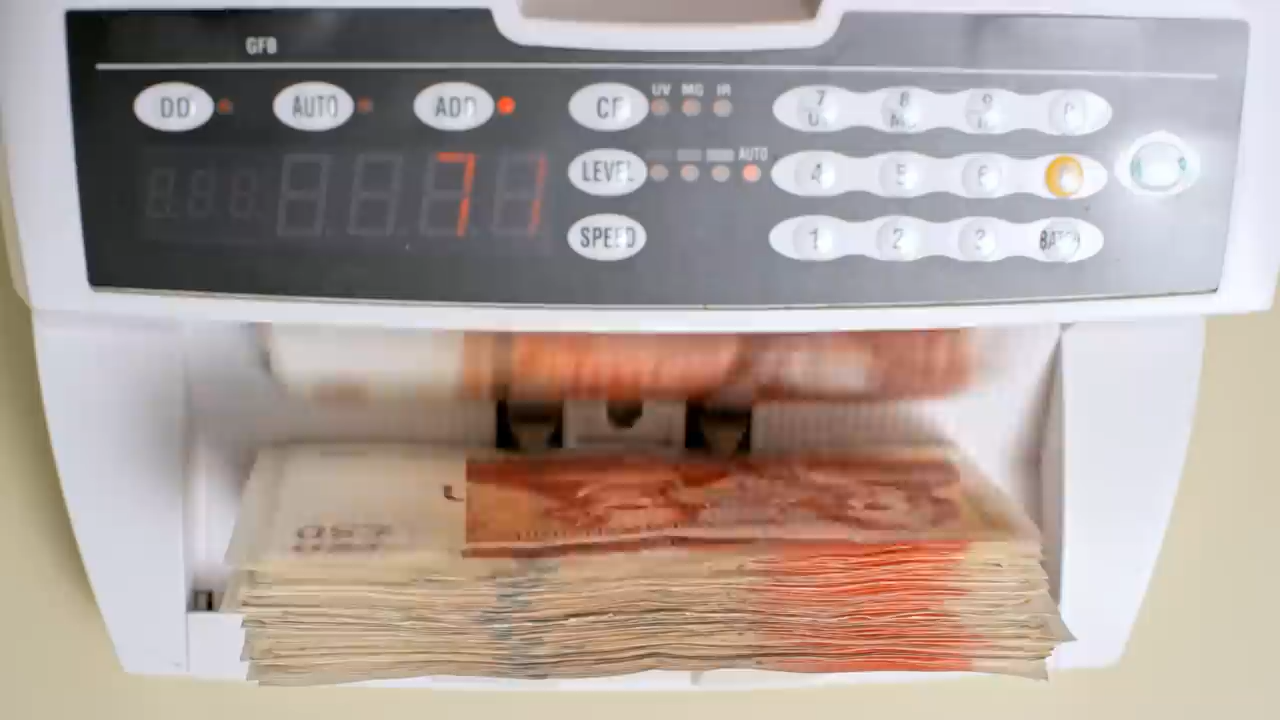 GFB
DD AUTO ADD CF UV MG IR 7 8 9
LEVEL AUTO 4 5 6
71
SPEED 1 2 3 BATCH